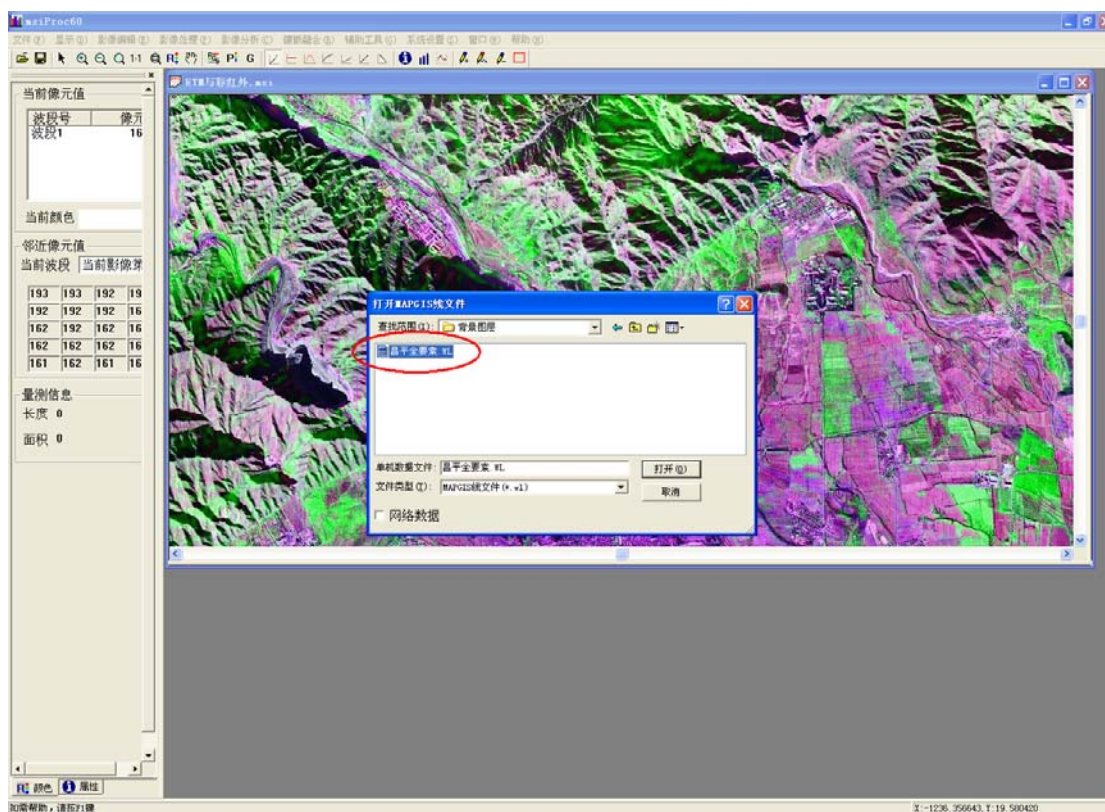 msiProc60
文件(F) 显示(D) 影像编辑(E) 影像处理(P) 影像分析(C) 镶嵌融合(A) 辅助工具(G) 系统设置(S) 窗口(W) 帮助(H)
1:1 Pi G
RTM与彩红外.msi
当前像元值
波段号 像元
波段1 16
当前颜色
邻近像元值
当前波段 当前影像第
193 193 192 19
192 192 192 16
162 192 162 16
162 162 162 16
161 162 161 16
量测信息
长度 0
面积 0
打开MAPGIS线文件
查找范围(I): 背景图层
昌平全要素.WL
单机数据文件: 昌平全要素.WL 打开(O)
文件类型(T): MAPGIS线文件(*.wl) 取消
网络数据
颜色 属性
如需帮助，请按F1键 X:-1236.356643,Y:19.580420